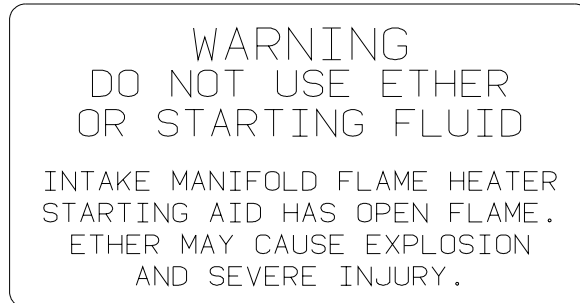 WARNING
DO NOT USE ETHER
OR STARTING FLUID
INTAKE MANIFOLD FLAME HEATER
STARTING AID HAS OPEN FLAME.
ETHER MAY CAUSE EXPLOSION
AND SEVERE INJURY.